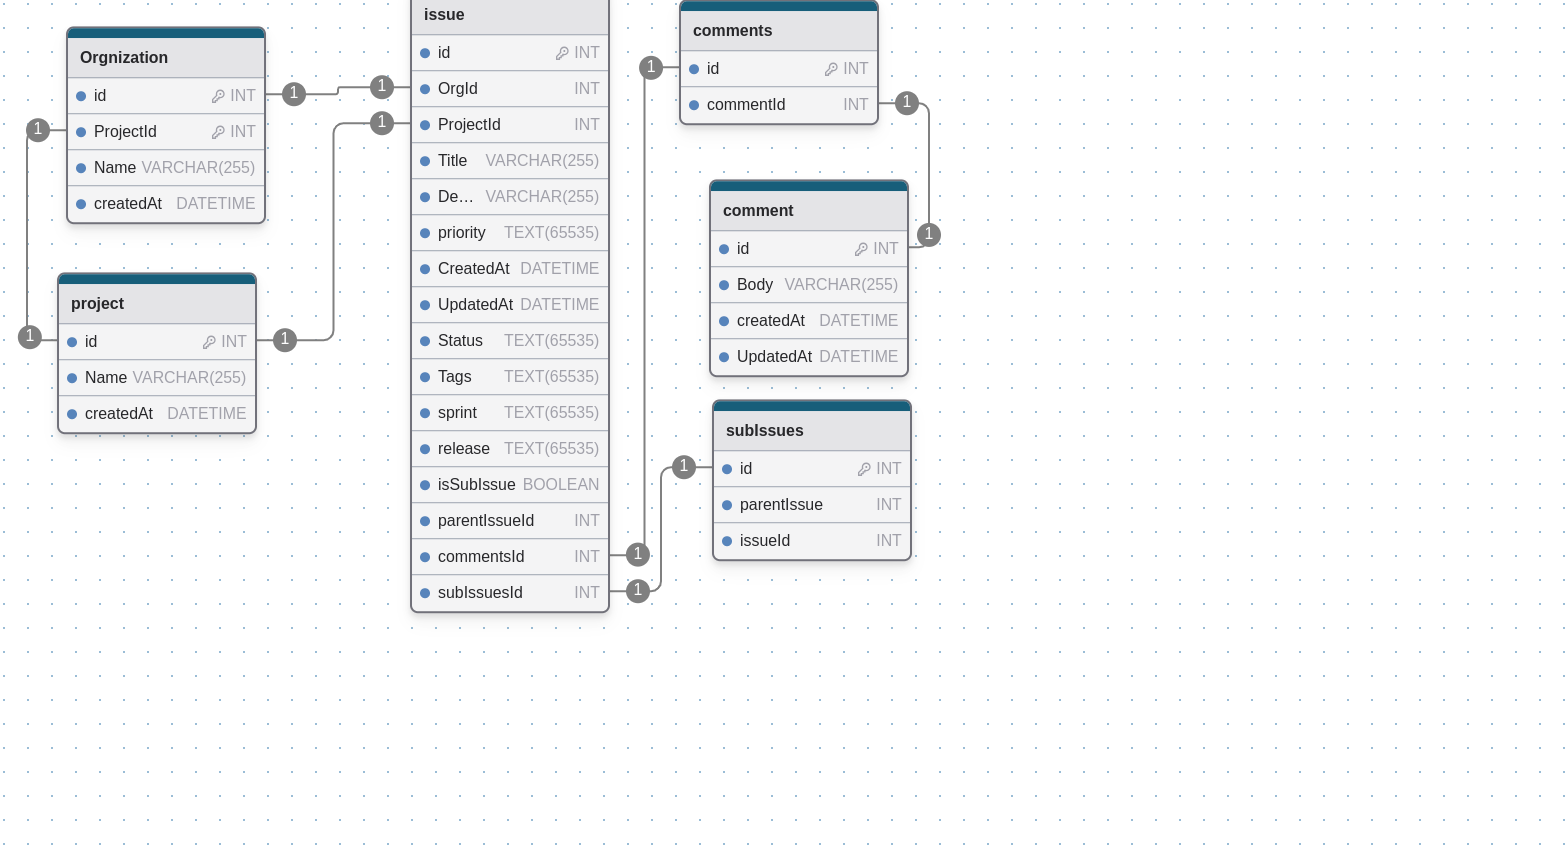 Orgnization
id INT
ProjectId INT
Name VARCHAR(255)
createdAt DATETIME
1
1
project
id INT
Name VARCHAR(255)
createdAt DATETIME
1
1
1
1
issue
id INT
OrgId INT
ProjectId INT
Title VARCHAR(255)
De... VARCHAR(255)
priority TEXT(65535)
CreatedAt DATETIME
UpdatedAt DATETIME
Status TEXT(65535)
Tags TEXT(65535)
sprint TEXT(65535)
release TEXT(65535)
isSubIssue BOOLEAN
parentIssueId INT
commentsId INT
subIssuesId INT
1
1
1
1
comments
id INT
commentId INT
1
1
comment
id INT
Body VARCHAR(255)
createdAt DATETIME
UpdatedAt DATETIME
subIssues
id INT
parentIssue INT
issueId INT